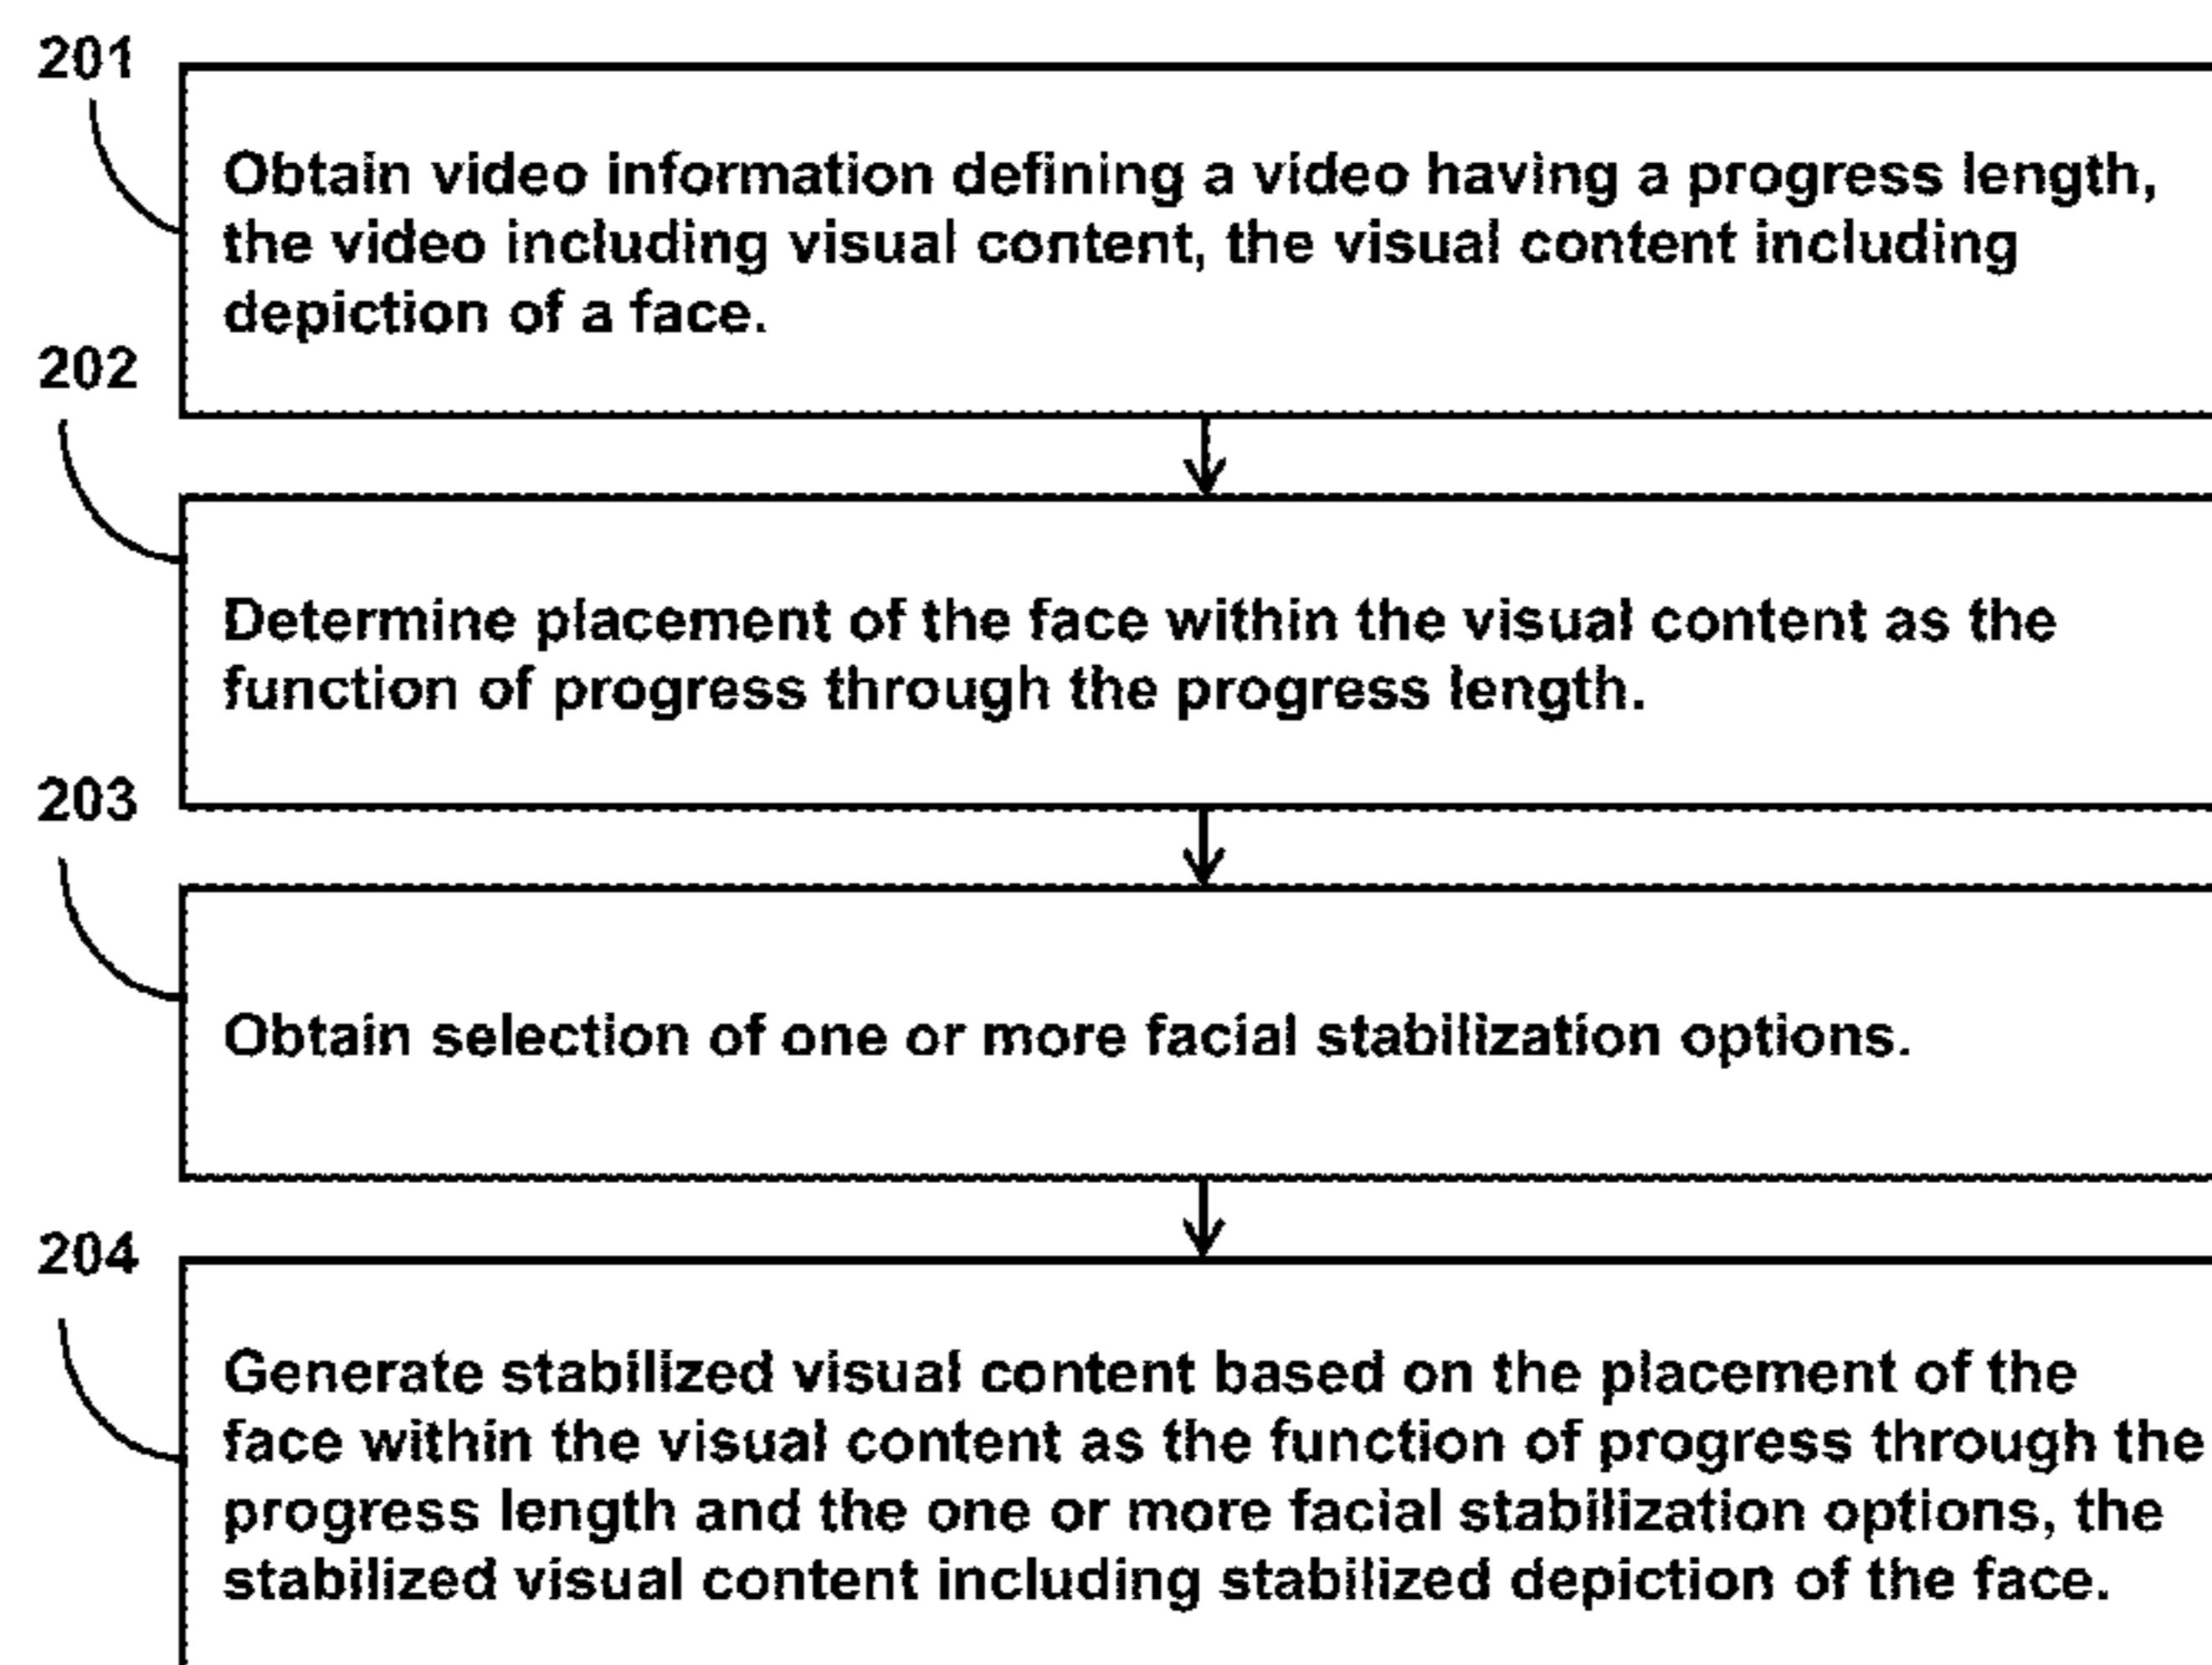 201
Obtain video information defining a video having a progress length,
the video including visual content, the visual content including
depiction of a face.
202
Determine placement of the face within the visual content as the
function of progress through the progress length.
203
Obtain selection of one or more facial stabilization options.
204
Generate stabilized visual content based on the placement of the
face within the visual content as the function of progress through the
progress length and the one or more facial stabilization options, the
stabilized visual content including stabilized depiction of the face.